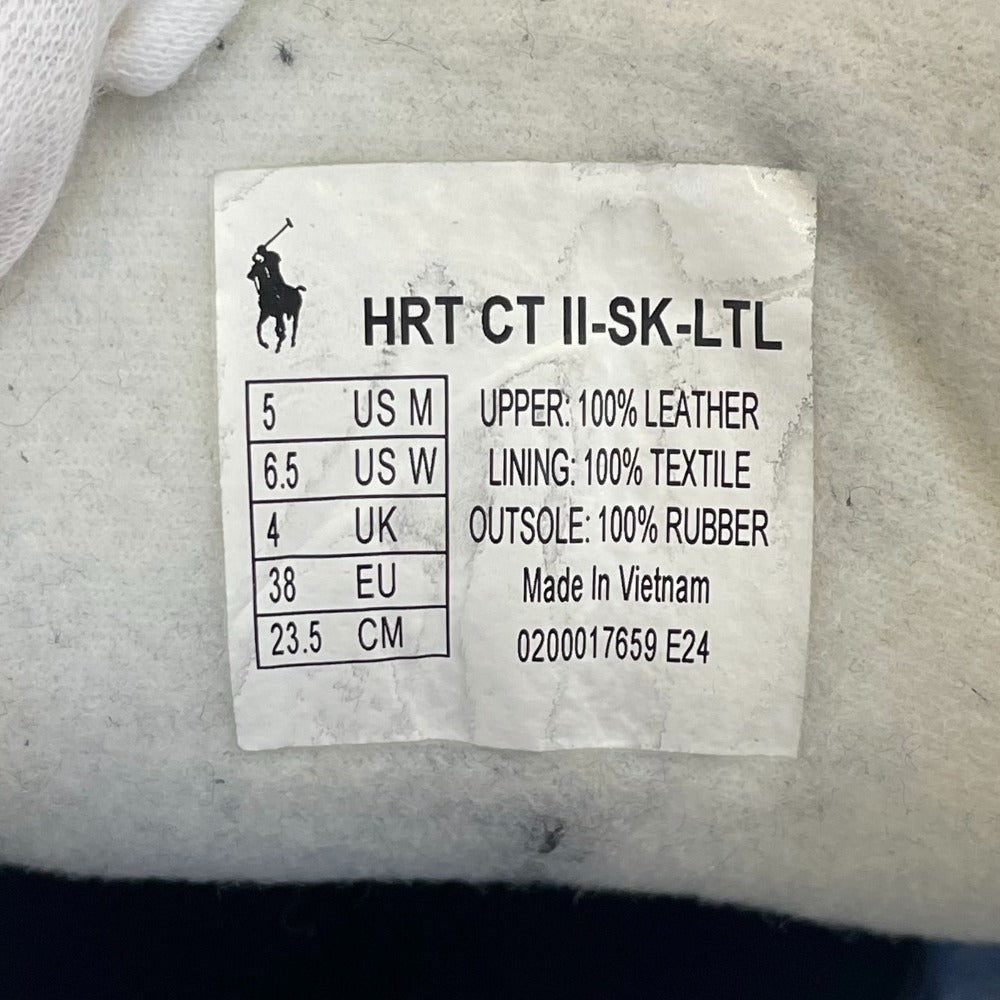 HRT CT II-SK-LTL
5 US M
6.5 US W
4 UK
38 EU
23.5 CM
UPPER: 100% LEATHER
LINING: 100% TEXTILE
OUTSOLE: 100% RUBBER
Made In Vietnam
0200017659 E24